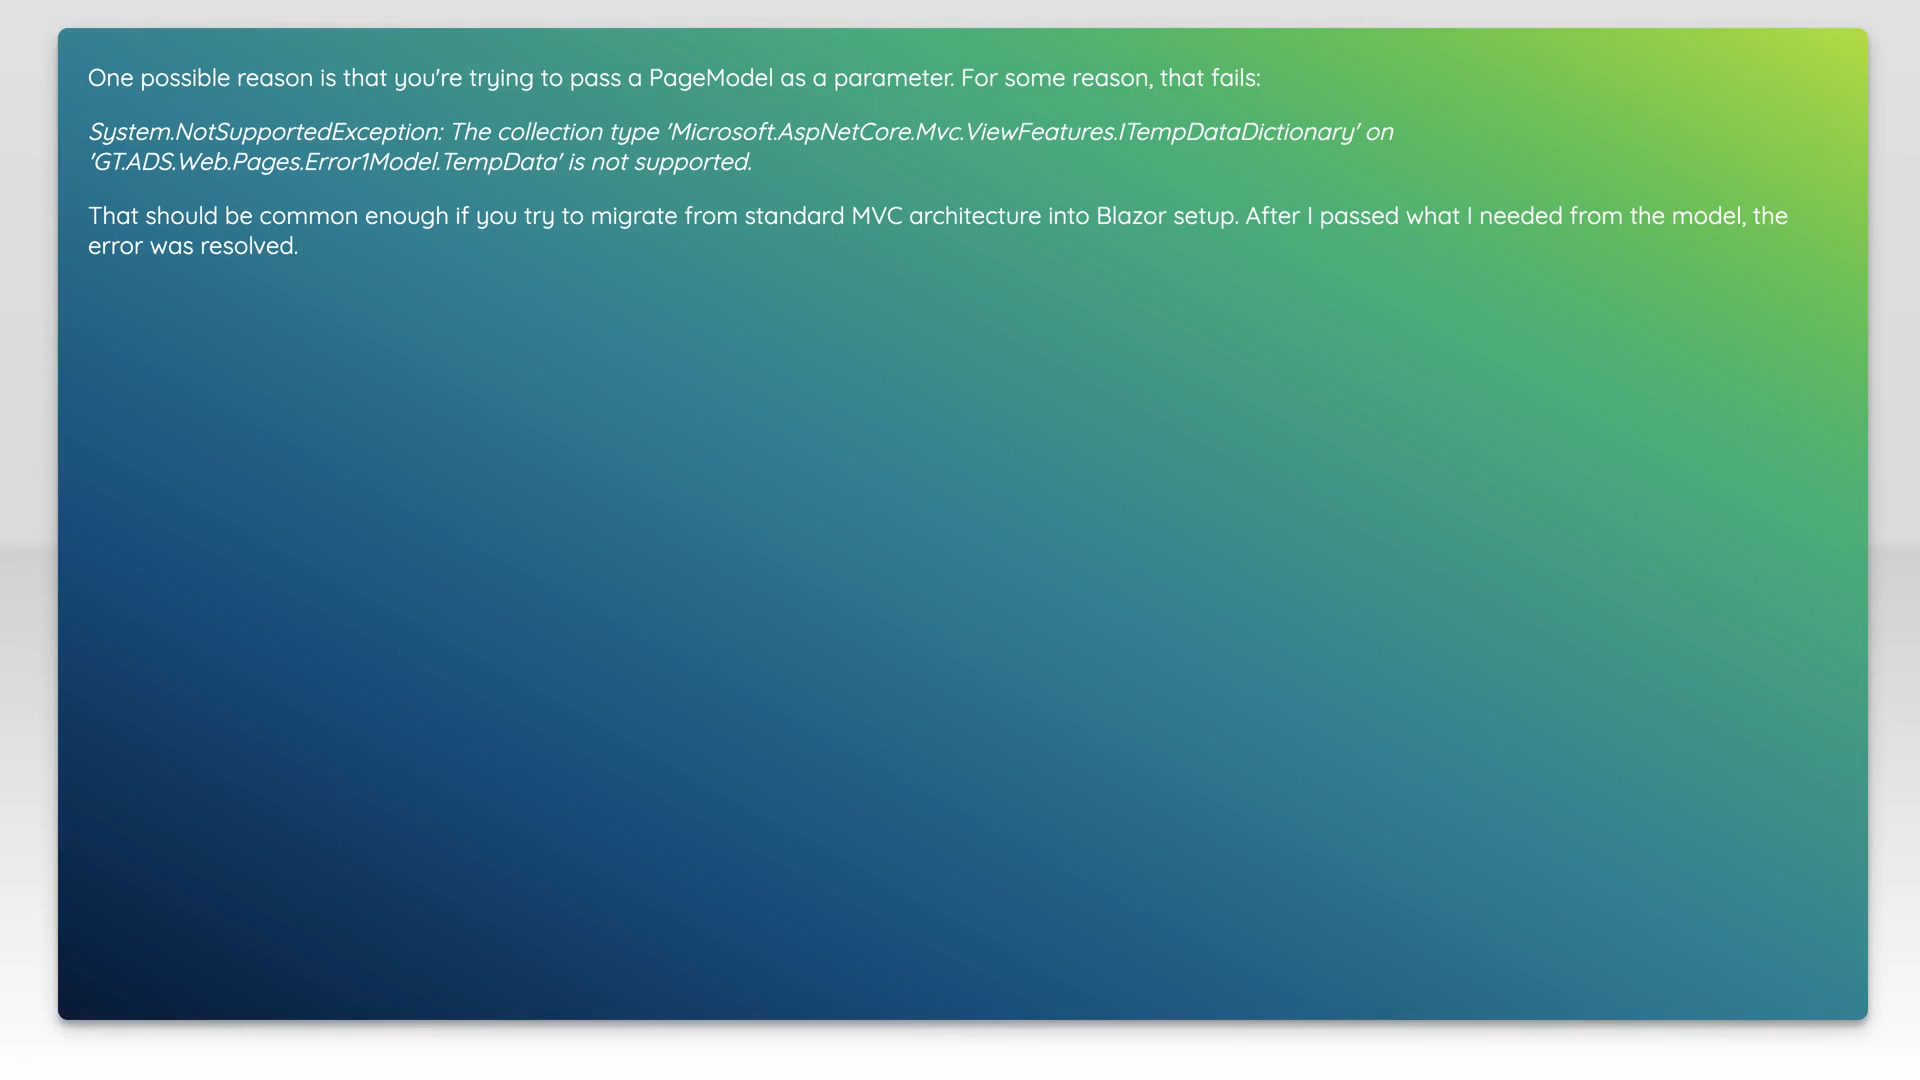 One possible reason is that you're trying to pass a PageModel as a parameter. For some reason, that fails:
System.NotSupportedException: The collection type 'Microsoft.AspNetCore.Mvc.ViewFeatures.ITempDataDictionary' on
'GT.ADS.Web.Pages.Error1Model.TempData' is not supported.
That should be common enough if you try to migrate from standard MVC architecture into Blazor setup. After I passed what I needed from the model, the
error was resolved.